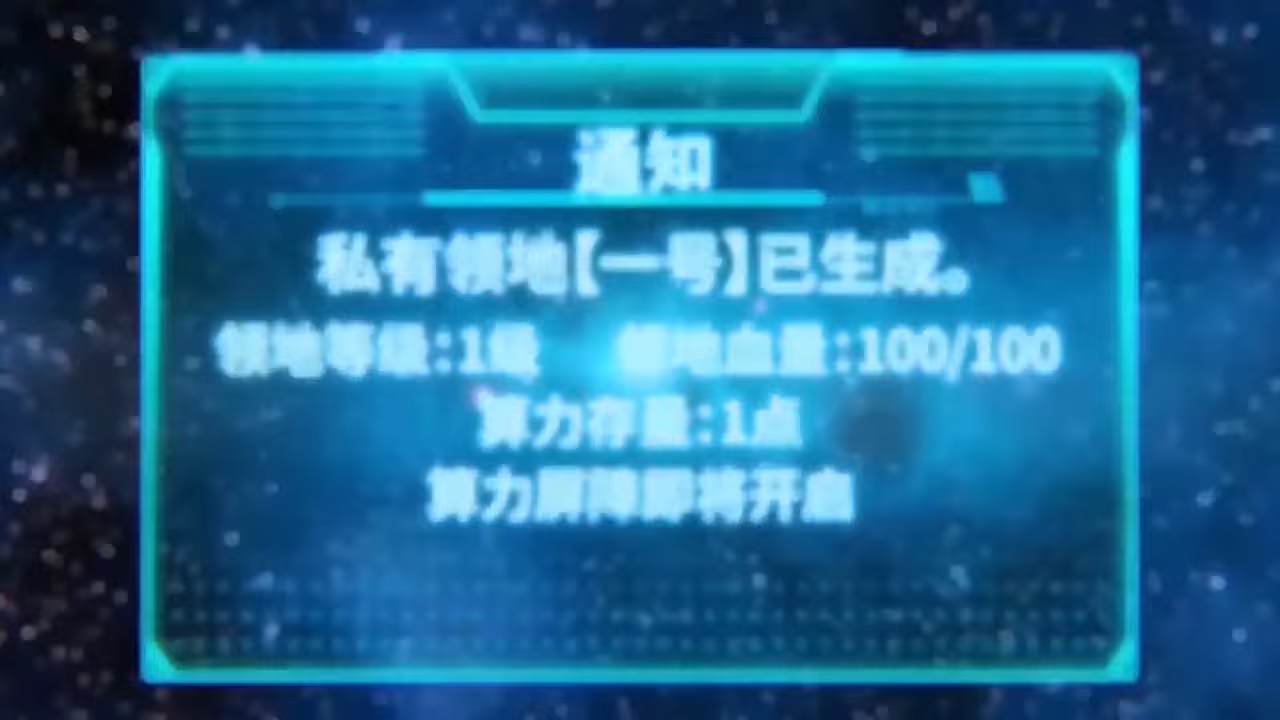 通知
私有领地【一号】已生成。
领地等级:1级 领地血量:100/100
算力存量:1点
算力屏障即将开启